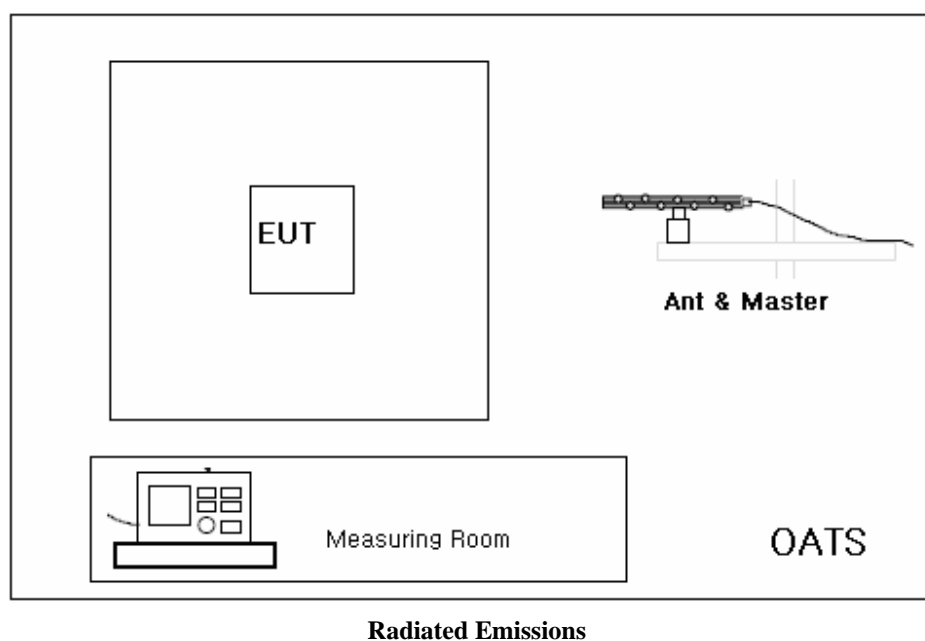 EUT
Ant & Master
Measuring Room
OATS
Radiated Emissions